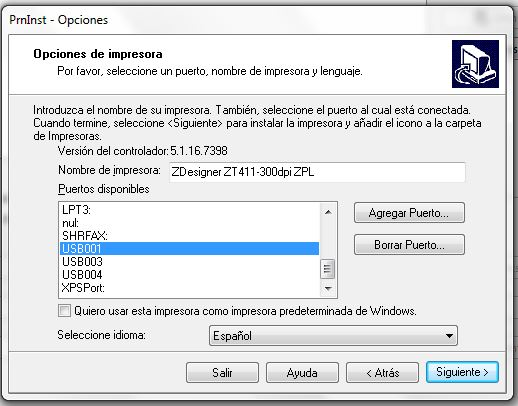 PrnInst - Opciones
Opciones de impresora
Por favor, seleccione un puerto, nombre de impresora y lenguaje.
Introduzca el nombre de su impresora. También, seleccione el puerto al cual está conectada.
Cuando termine, seleccione <Siguiente> para instalar la impresora y añadir el icono a la carpeta
de Impresoras.
Versión del controlador: 5.1.16.7398
Nombre de impresora: ZDesigner ZT411-300dpi ZPL
Puertos disponibles
LPT3:
nul:
SHRFAX:
USB001
USB003
USB004
XPSPort:
Agregar Puerto...
Borrar Puerto...
Quiero usar esta impresora como impresora predeterminada de Windows.
Seleccione idioma: Español
Salir Ayuda < Atrás Siguiente >